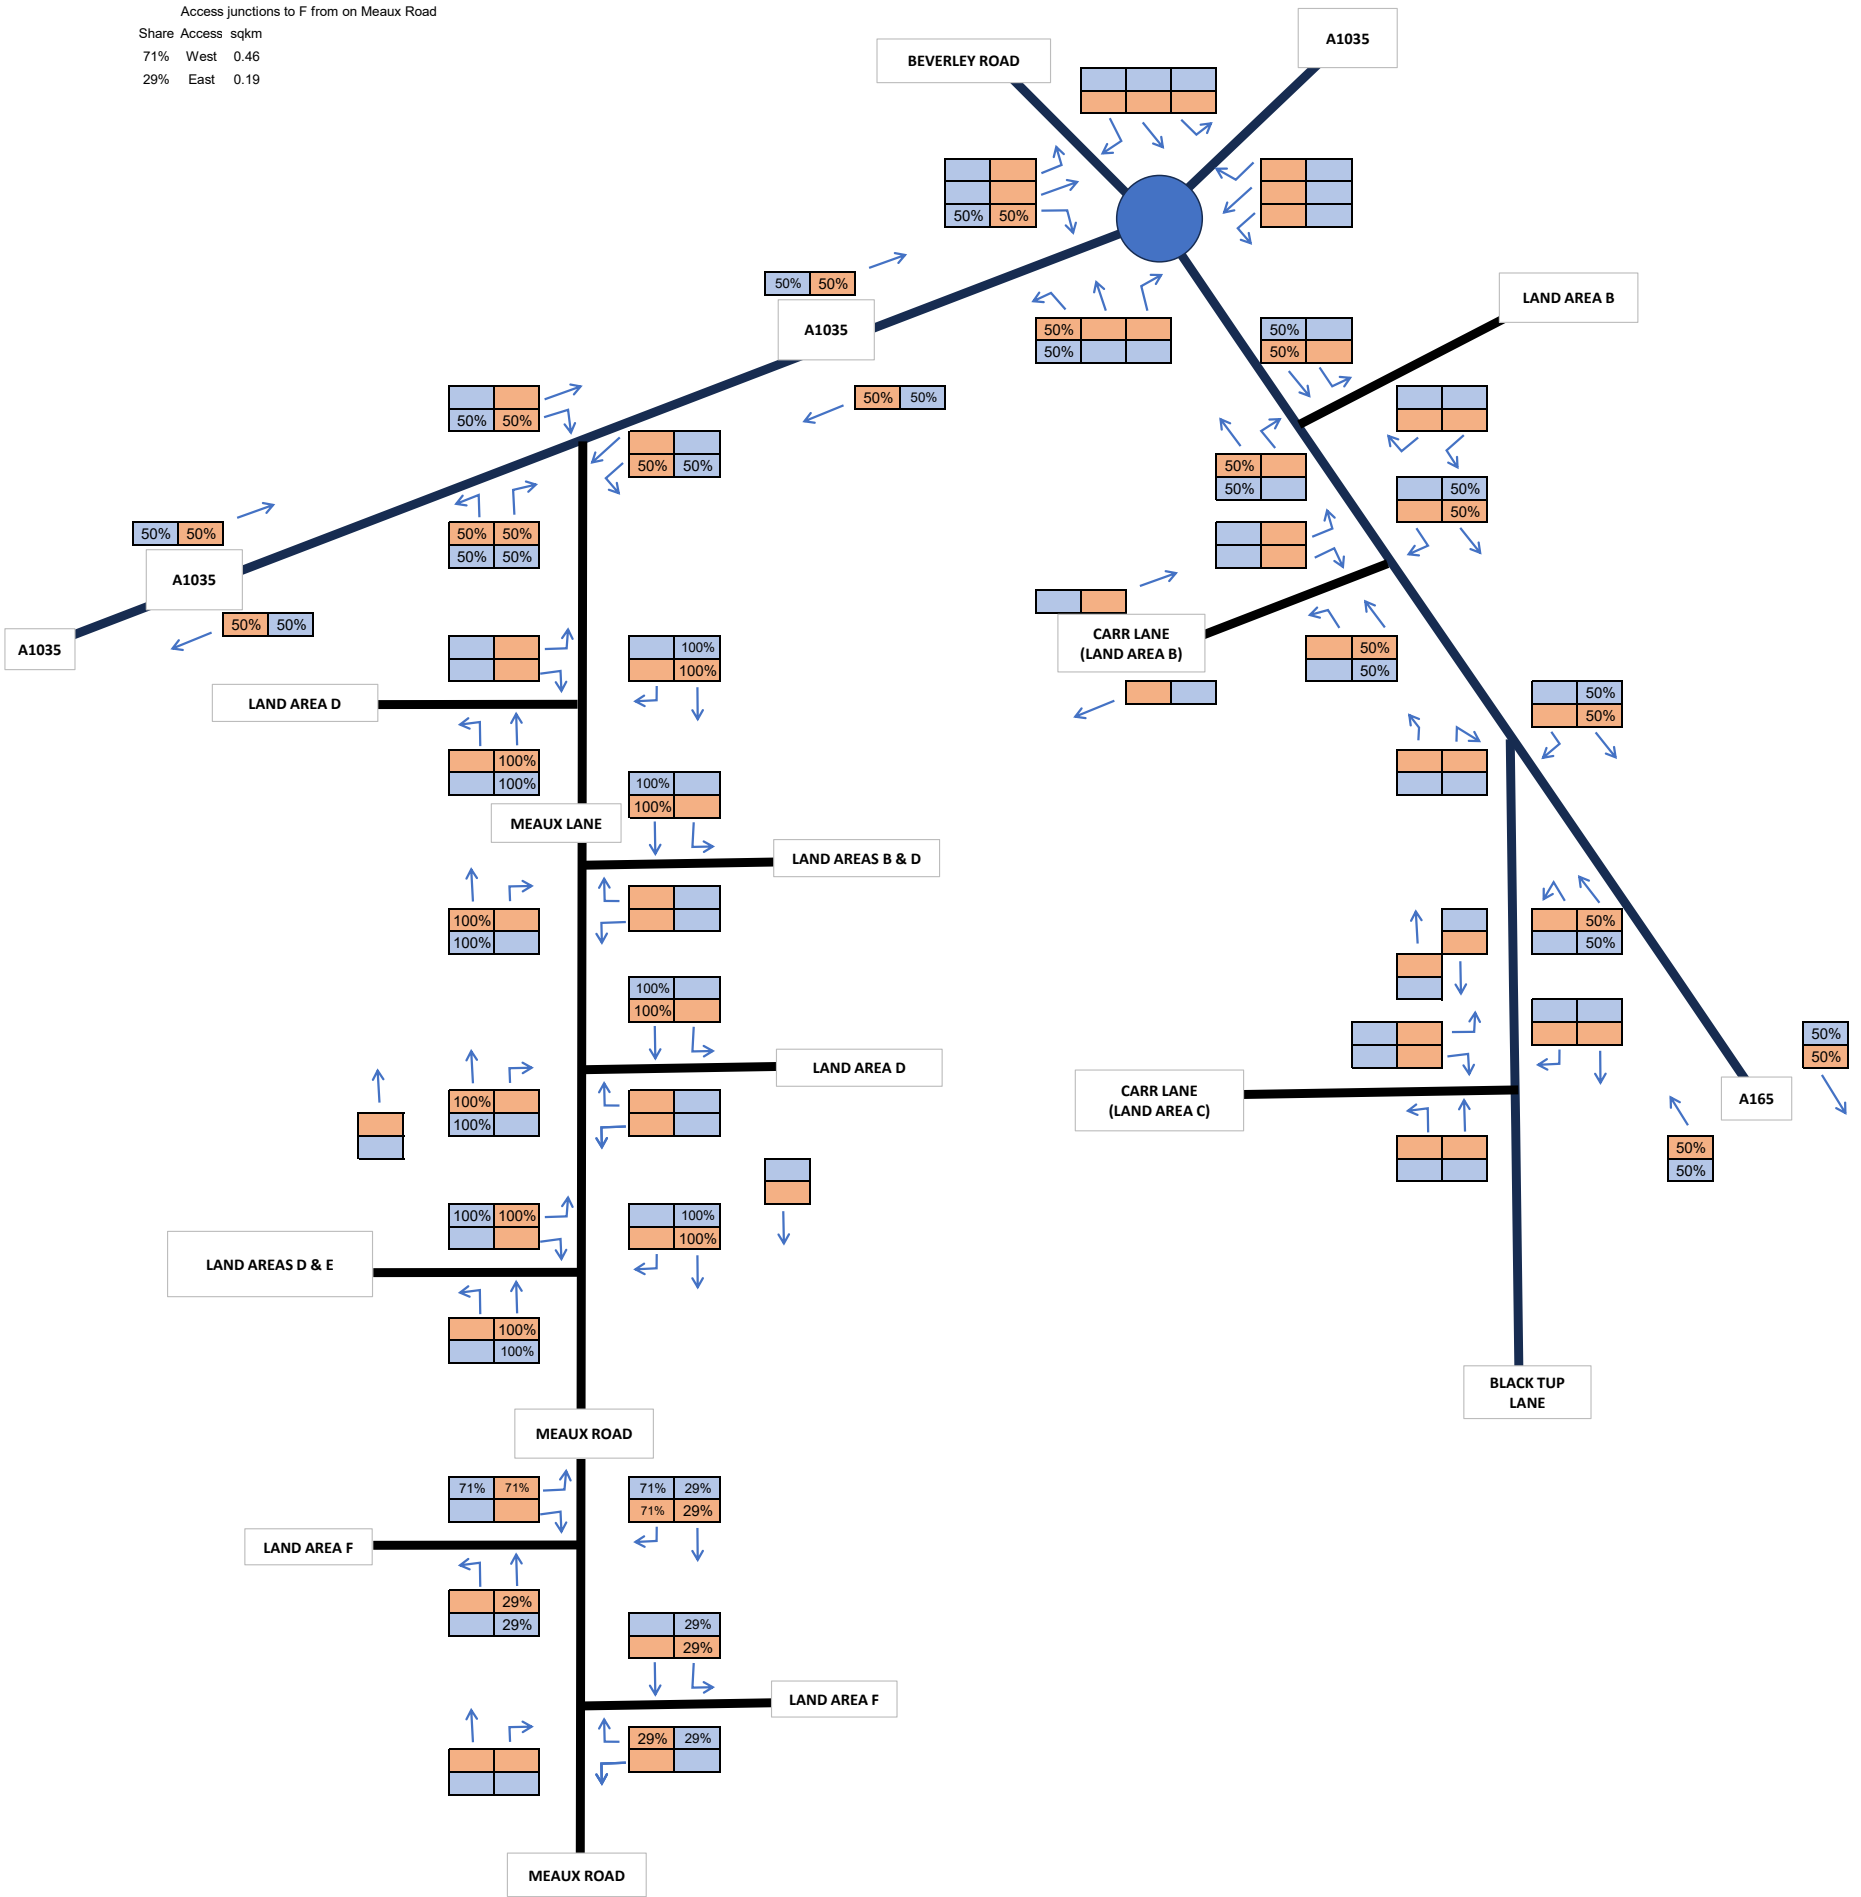 Access junctions to F from on Meaux Road
Share Access sqkm
71% West 0.46
29% East 0.19
A1035
BEVERLEY ROAD
50% 50%
50% 50%
LAND AREA B
A1035
50%
50%
50%
50%
50% 50%
50% 50%
50% 50%
50%
50%
50%
50%
50% 50%
50% 50%
50% 50%
A1035
50% 50%
A1035
CARR LANE
(LAND AREA B)
50%
50%
100%
100%
LAND AREA D
50%
50%
100%
100%
100%
100%
MEAUX LANE
LAND AREAS B & D
100%
100%
50%
50%
100%
100%
LAND AREA D
100%
100%
50%
50%
CARR LANE
(LAND AREA C)
A165
50%
50%
100% 100%
100%
100%
LAND AREAS D & E
100%
100%
BLACK TUP
LANE
MEAUX ROAD
71% 71%
71% 29%
71% 29%
LAND AREA F
29%
29%
29%
29%
LAND AREA F
29% 29%
MEAUX ROAD